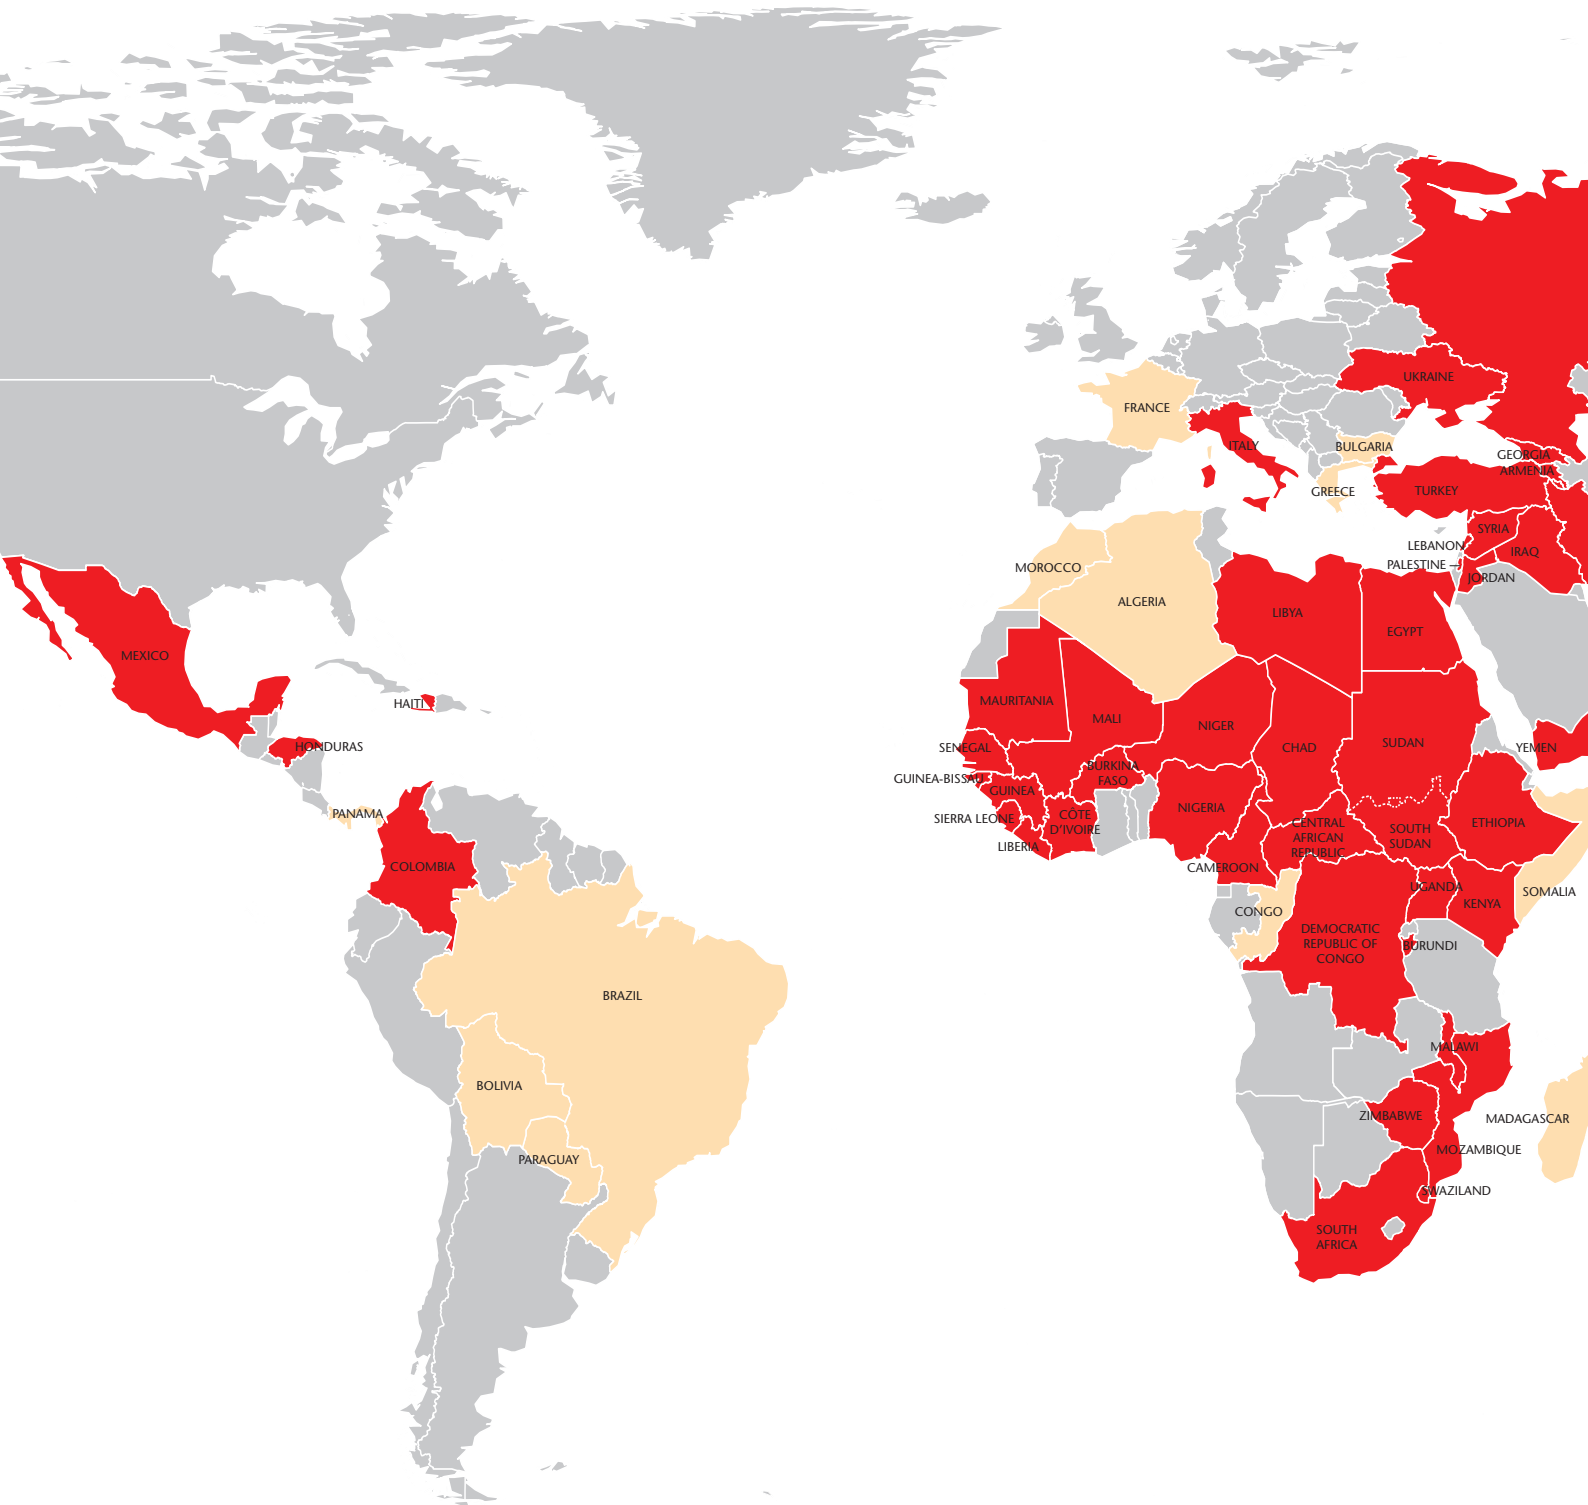 FRANCE
UKRAINE
ITALY
BULGARIA
GREECE
GEORGIA
ARMENIA
TURKEY
SYRIA
LEBANON
IRAQ
PALESTINE
JORDAN
MOROCCO
ALGERIA
LIBYA
EGYPT
MEXICO
HAITI
HONDURAS
PANAMA
COLOMBIA
MAURITANIA
MALI
NIGER
CHAD
SUDAN
YEMEN
SENEGAL
GUINEA-BISSAU
GUINEA
BURKINA
FASO
SIERRA LEONE
LIBERIA
CÔTE
D'IVOIRE
NIGERIA
CENTRAL
AFRICAN
REPUBLIC
SOUTH
SUDAN
ETHIOPIA
CAMEROON
UGANDA
KENYA
SOMALIA
CONGO
DEMOCRATIC
REPUBLIC OF
CONGO
BURUNDI
BRAZIL
BOLIVIA
PARAGUAY
MALAWI
ZIMBABWE
MADAGASCAR
MOZAMBIQUE
SWAZILAND
SOUTH
AFRICA